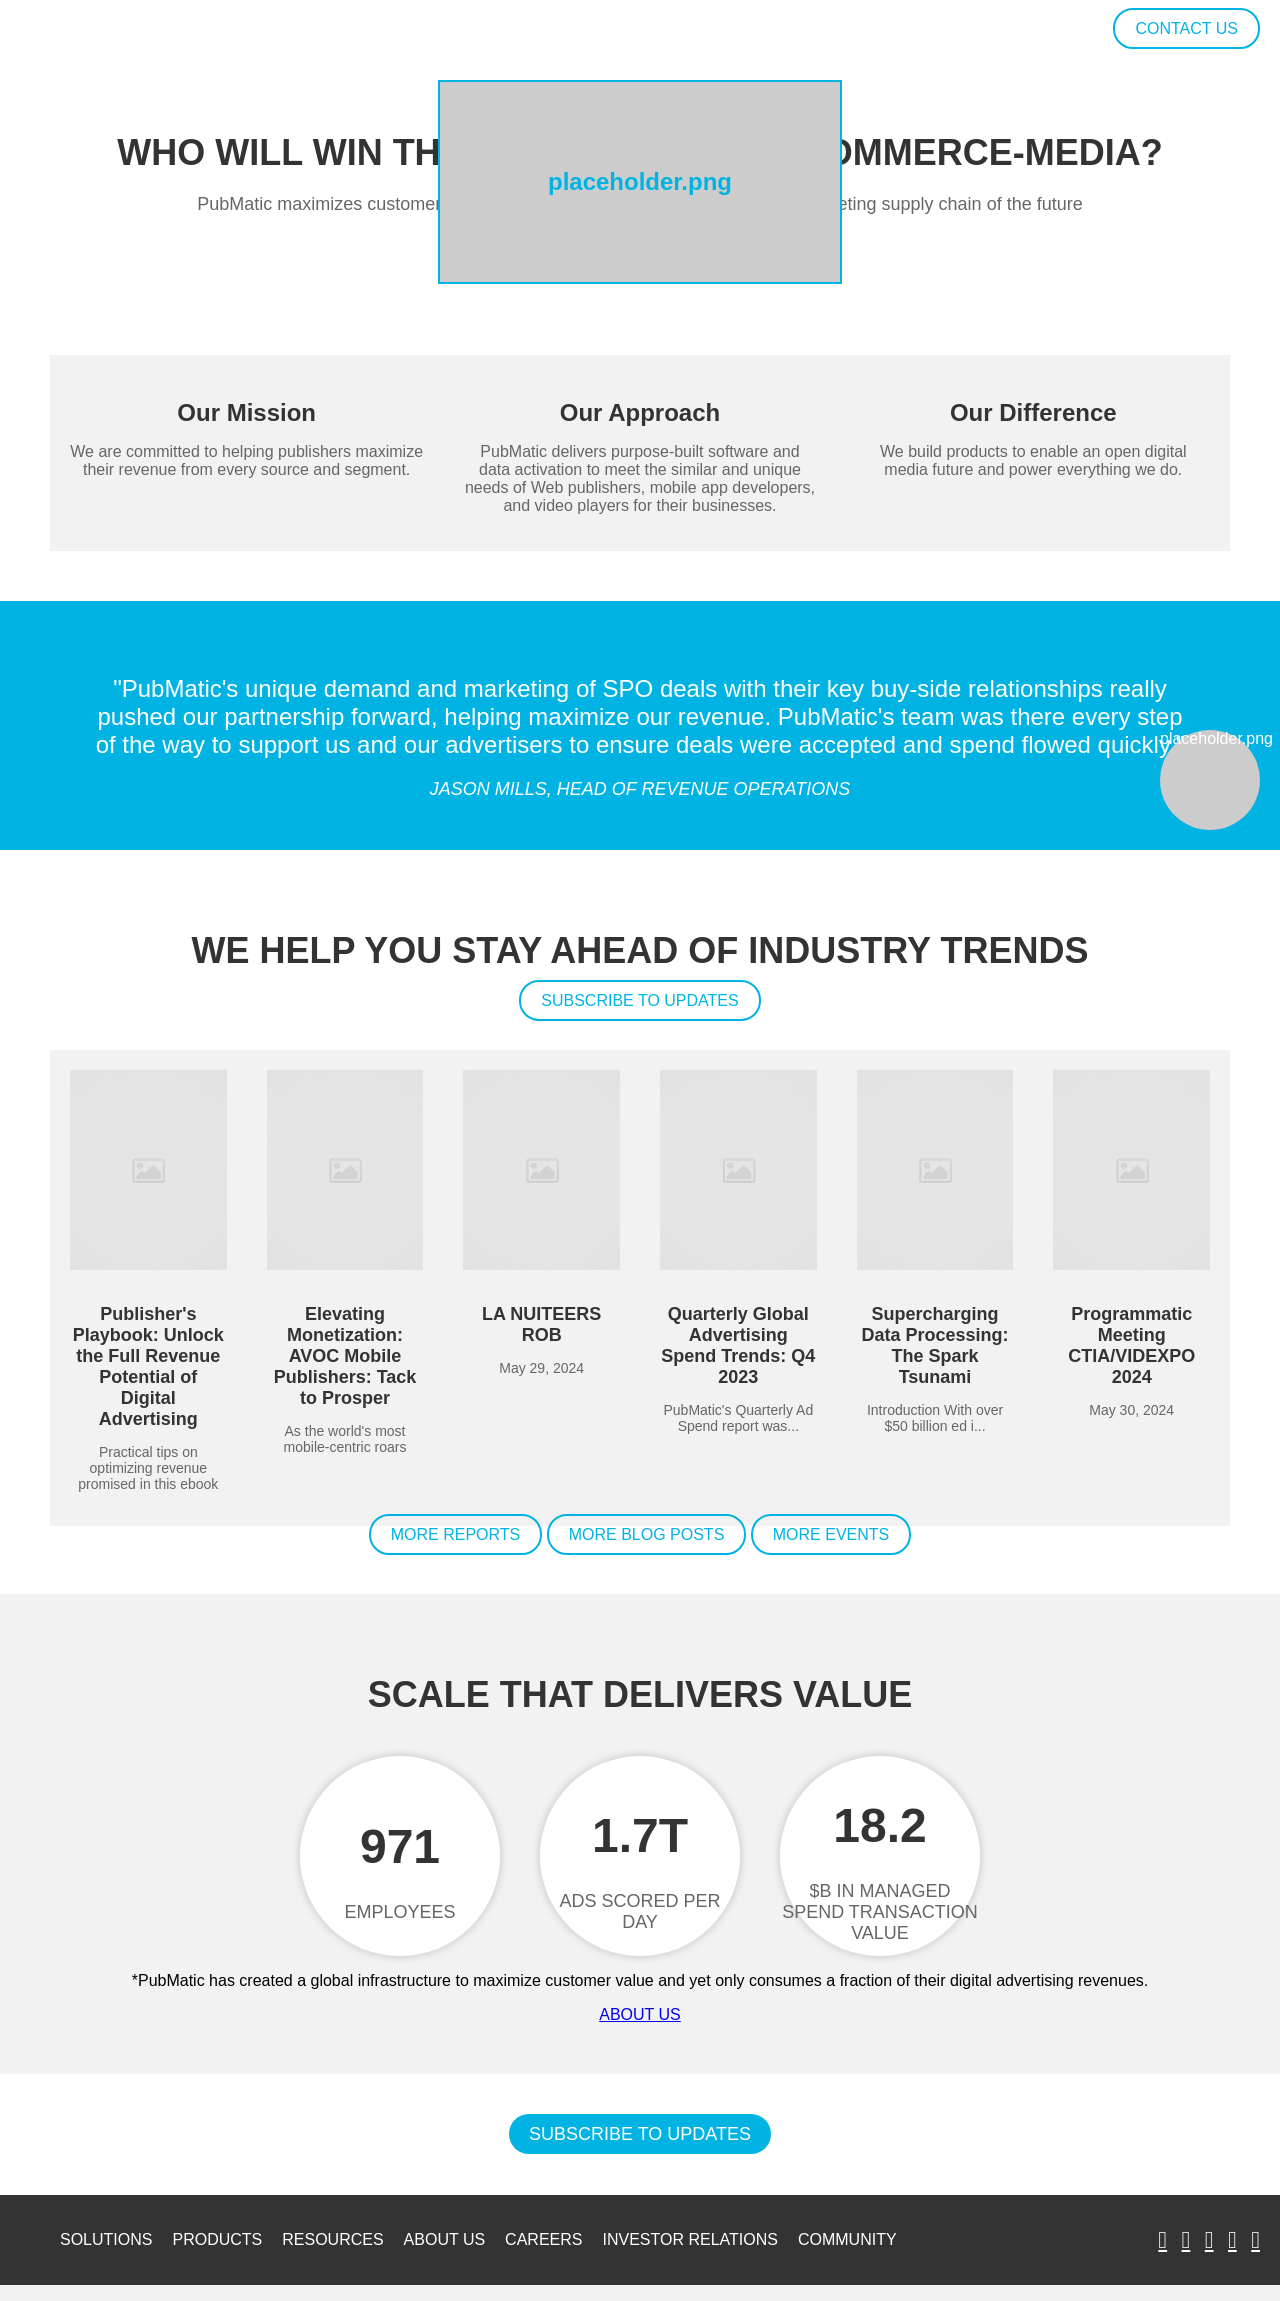 CONTACT US
WHO WILL WIN TH
placeholder.png
OMMERCE-MEDIA?
PubMatic maximizes customer
eting supply chain of the future
Our Mission
We are committed to helping publishers maximize
their revenue from every source and segment.
Our Approach
PubMatic delivers purpose-built software and
data activation to meet the similar and unique
needs of Web publishers, mobile app developers,
and video players for their businesses.
Our Difference
We build products to enable an open digital
media future and power everything we do.
"PubMatic's unique demand and marketing of SPO deals with their key buy-side relationships really
pushed our partnership forward, helping maximize our revenue. PubMatic's team was there every step
of the way to support us and our advertisers to ensure deals were accepted and spend flowed quickly."
placeholder.png
JASON MILLS, HEAD OF REVENUE OPERATIONS
WE HELP YOU STAY AHEAD OF INDUSTRY TRENDS
SUBSCRIBE TO UPDATES
Publisher's
Playbook: Unlock
the Full Revenue
Potential of
Digital
Advertising
Practical tips on
optimizing revenue
promised in this ebook
Elevating
Monetization:
AVOC Mobile
Publishers: Tack
to Prosper
As the world's most
mobile-centric roars
LA NUITEERS
ROB
May 29, 2024
Quarterly Global
Advertising
Spend Trends: Q4
2023
PubMatic's Quarterly Ad
Spend report was...
Supercharging
Data Processing:
The Spark
Tsunami
Introduction With over
$50 billion ed i...
Programmatic
Meeting
CTIA/VIDEXPO
2024
May 30, 2024
MORE REPORTS
MORE BLOG POSTS
MORE EVENTS
SCALE THAT DELIVERS VALUE
971
EMPLOYEES
1.7T
ADS SCORED PER
DAY
18.2
$B IN MANAGED
SPEND TRANSACTION
VALUE
*PubMatic has created a global infrastructure to maximize customer value and yet only consumes a fraction of their digital advertising revenues.
ABOUT US
SUBSCRIBE TO UPDATES
SOLUTIONS PRODUCTS RESOURCES ABOUT US CAREERS INVESTOR RELATIONS COMMUNITY